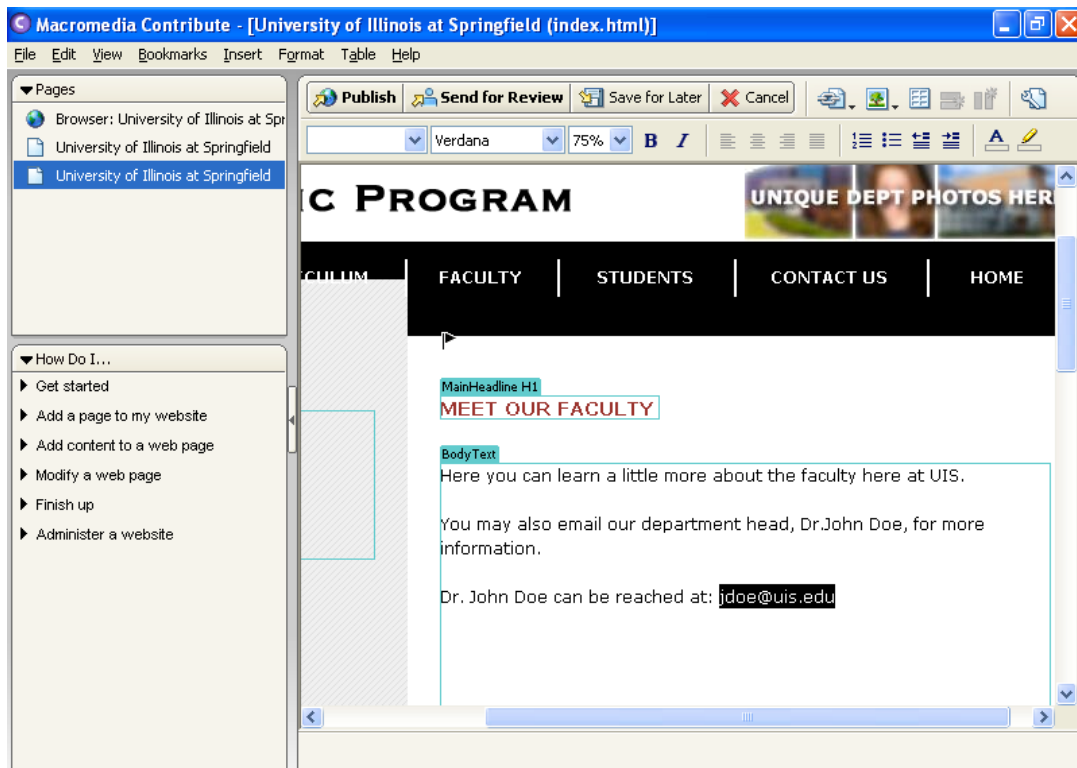 Macromedia Contribute - [University of Illinois at Springfield (index.html)]
File Edit View Bookmarks Insert Format Table Help
Pages
Browser: University of Illinois at Spr
University of Illinois at Springfield
University of Illinois at Springfield
How Do I...
Get started
Add a page to my website
Add content to a web page
Modify a web page
Finish up
Administer a website
Publish Send for Review Save for Later Cancel
Verdana 75% B I
IC PROGRAM
UNIQUE DEPT PHOTOS HER
CULUM FACULTY STUDENTS CONTACT US HOME
MainHeadline H1
MEET OUR FACULTY
BodyText
Here you can learn a little more about the faculty here at UIS.
You may also email our department head, Dr.John Doe, for more
information.
Dr. John Doe can be reached at: jdoe@uis.edu